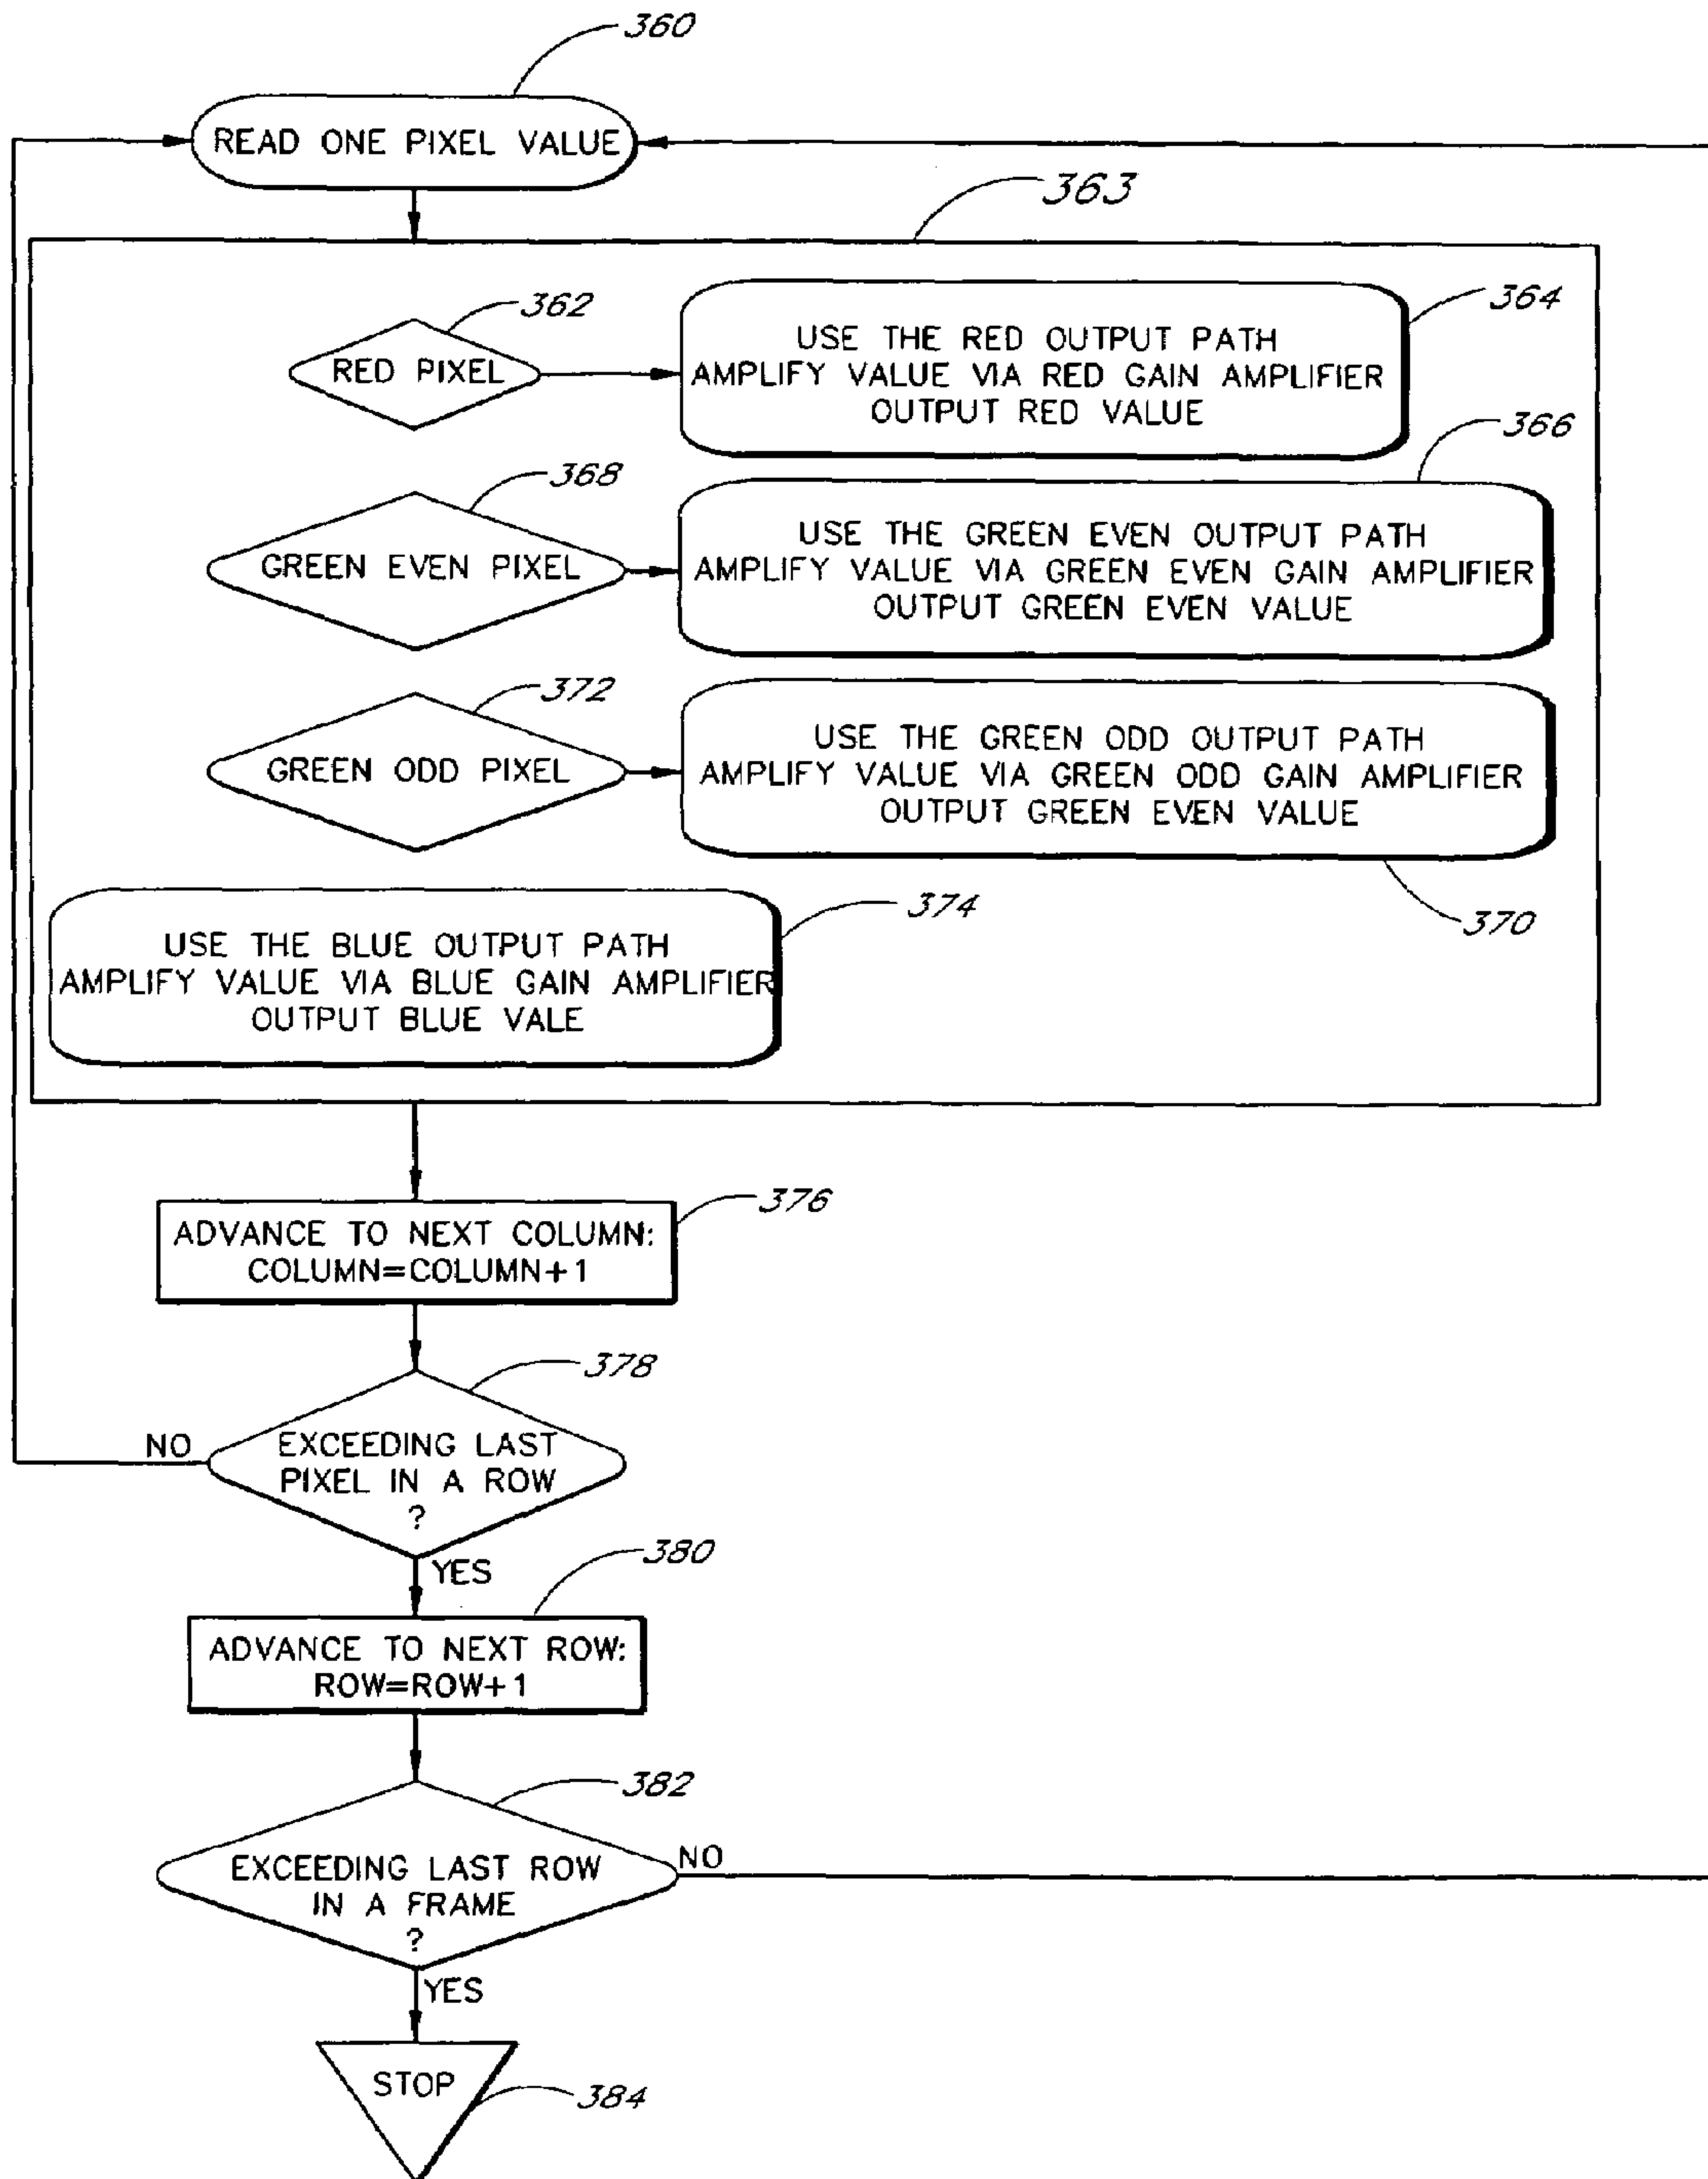 360
READ ONE PIXEL VALUE
363
362
RED PIXEL
364
USE THE RED OUTPUT PATH
AMPLIFY VALUE VIA RED GAIN AMPLIFIER
OUTPUT RED VALUE
368
GREEN EVEN PIXEL
366
USE THE GREEN EVEN OUTPUT PATH
AMPLIFY VALUE VIA GREEN EVEN GAIN AMPLIFIER
OUTPUT GREEN EVEN VALUE
372
GREEN ODD PIXEL
USE THE GREEN ODD OUTPUT PATH
AMPLIFY VALUE VIA GREEN ODD GAIN AMPLIFIER
OUTPUT GREEN EVEN VALUE
370
374
USE THE BLUE OUTPUT PATH
AMPLIFY VALUE VIA BLUE GAIN AMPLIFIER
OUTPUT BLUE VALE
376
ADVANCE TO NEXT COLUMN:
COLUMN=COLUMN+1
378
NO
EXCEEDING LAST
PIXEL IN A ROW
?
YES
380
ADVANCE TO NEXT ROW:
ROW=ROW+1
382
NO
EXCEEDING LAST ROW
IN A FRAME
?
YES
STOP
384